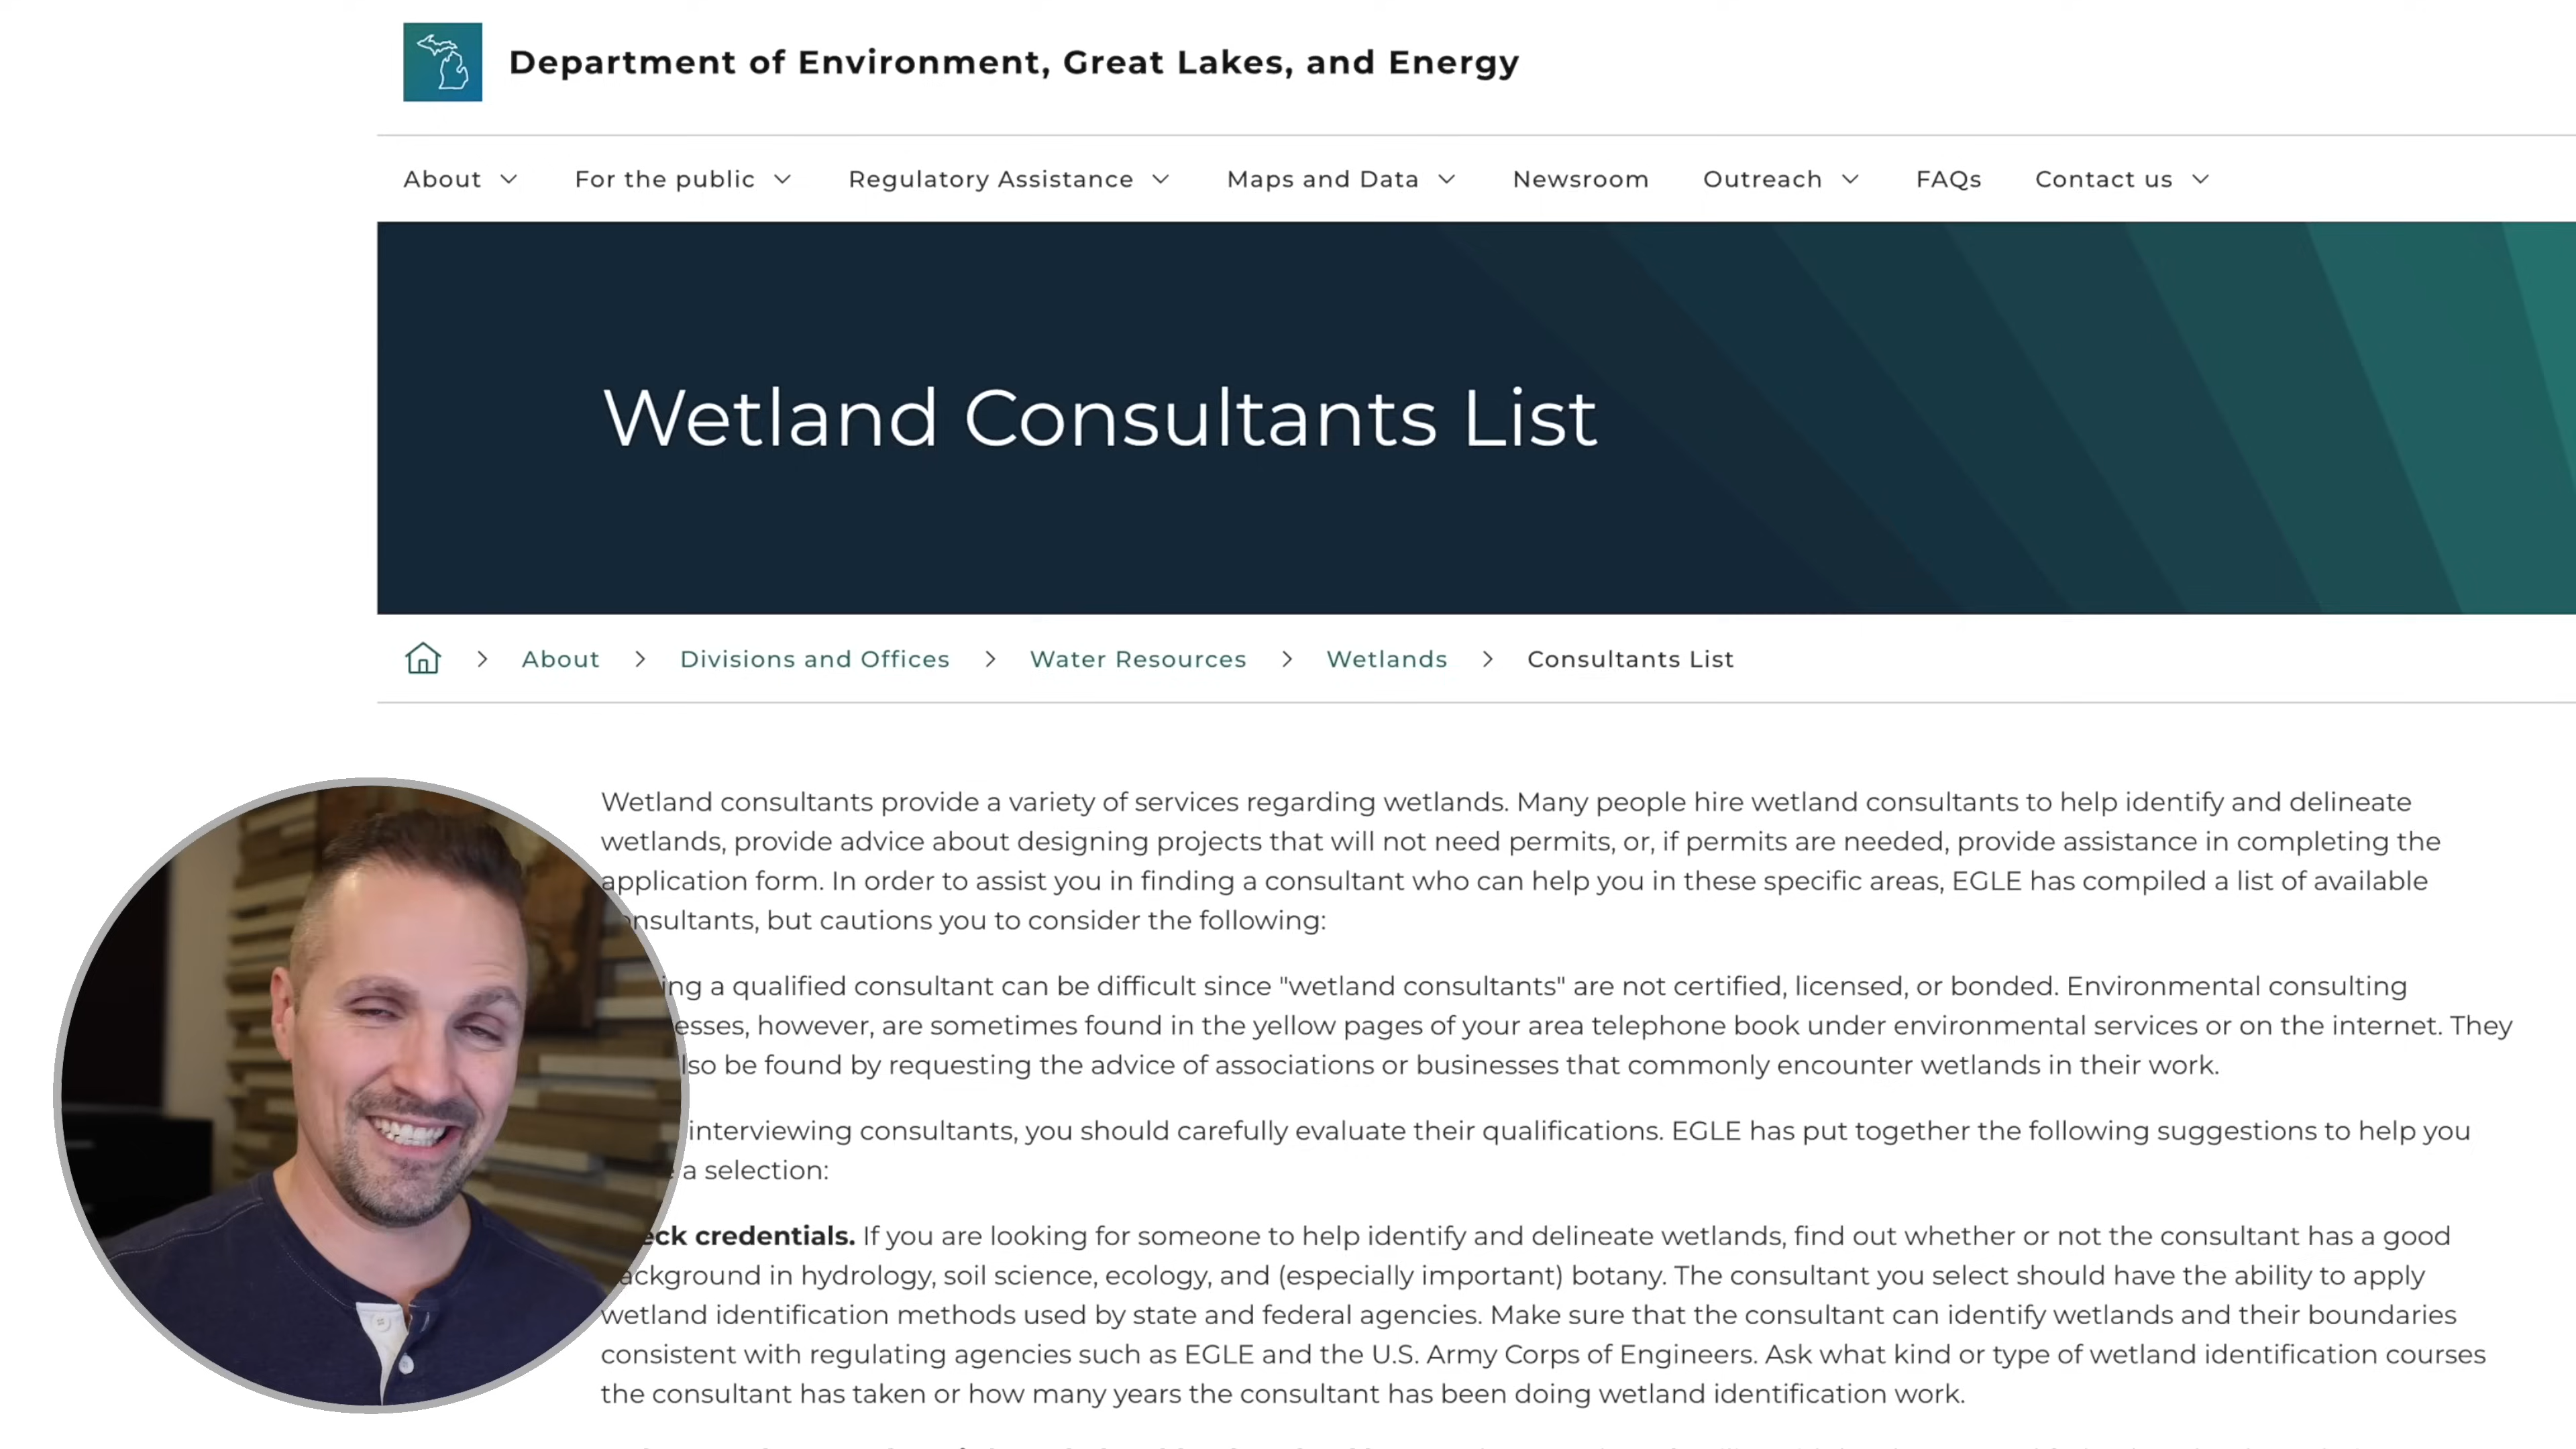 Department of Environment, Great Lakes, and Energy
About For the public Regulatory Assistance Maps and Data Newsroom Outreach FAQs Contact us
Wetland Consultants List
About > Divisions and Offices > Water Resources > Wetlands > Consultants List
Wetland consultants provide a variety of services regarding wetlands. Many people hire wetland consultants to help identify and delineate
wetlands, provide advice about designing projects that will not need permits, or, if permits are needed, provide assistance in completing the
application form. In order to assist you in finding a consultant who can help you in these specific areas, EGLE has compiled a list of available
nsultants, but cautions you to consider the following:
ing a qualified consultant can be difficult since "wetland consultants" are not certified, licensed, or bonded. Environmental consulting
esses, however, are sometimes found in the yellow pages of your area telephone book under environmental services or on the internet. They
lso be found by requesting the advice of associations or businesses that commonly encounter wetlands in their work.
interviewing consultants, you should carefully evaluate their qualifications. EGLE has put together the following suggestions to help you
a selection:
eck credentials. If you are looking for someone to help identify and delineate wetlands, find out whether or not the consultant has a good
ackground in hydrology, soil science, ecology, and (especially important) botany. The consultant you select should have the ability to apply
wetland identification methods used by state and federal agencies. Make sure that the consultant can identify wetlands and their boundaries
consistent with regulating agencies such as EGLE and the U.S. Army Corps of Engineers. Ask what kind or type of wetland identification courses
the consultant has taken or how many years the consultant has been doing wetland identification work.